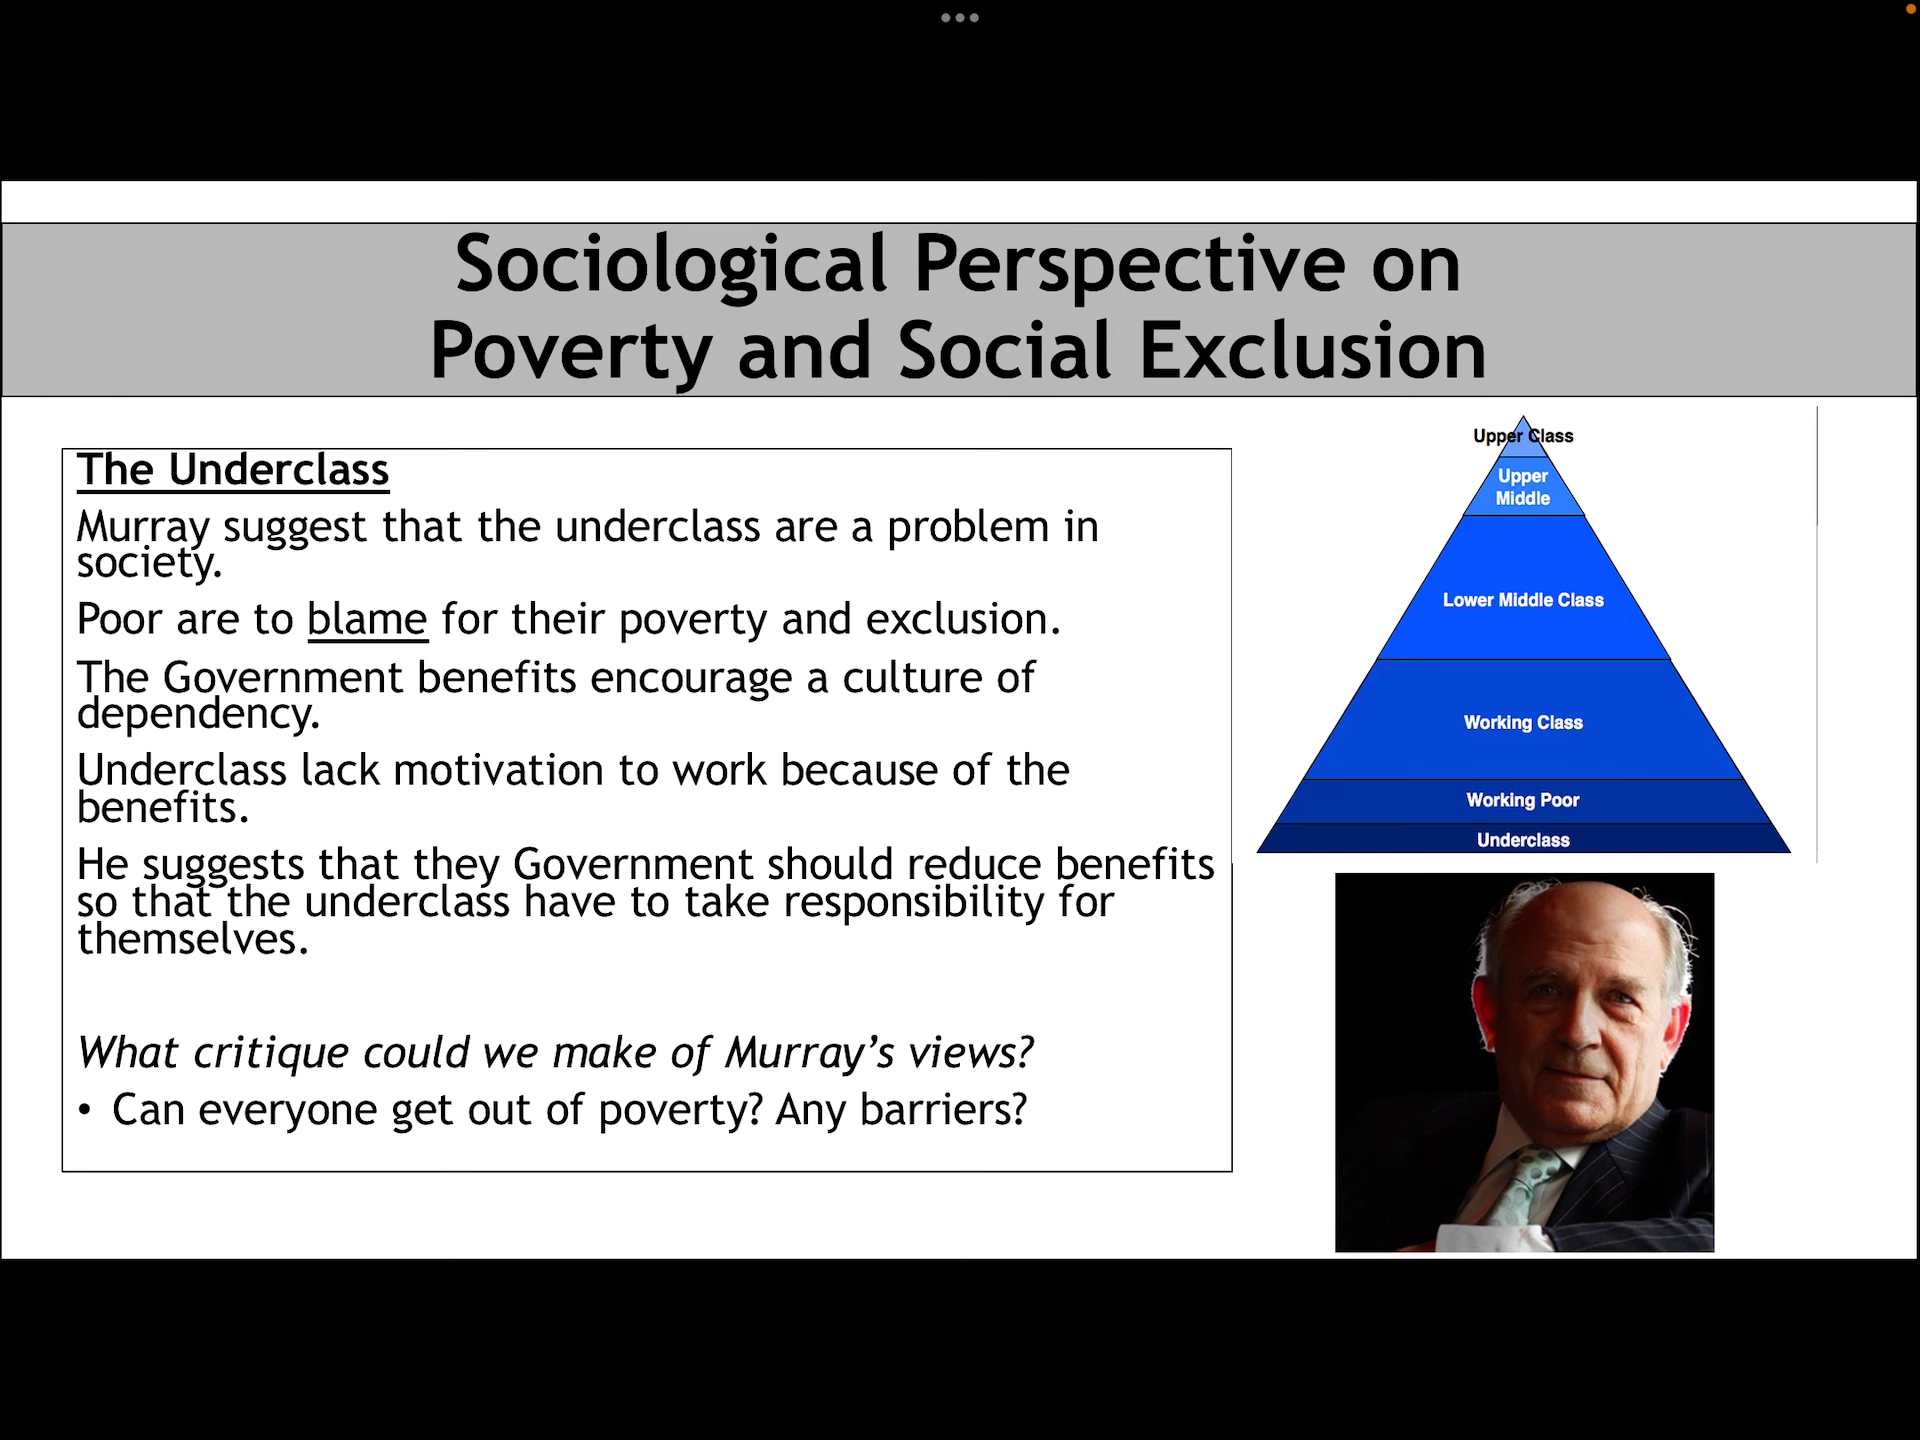 Sociological Perspective on
Poverty and Social Exclusion
The Underclass
Murray suggest that the underclass are a problem in
society.
Poor are to blame for their poverty and exclusion.
The Government benefits encourage a culture of
dependency.
Underclass lack motivation to work because of the
benefits.
He suggests that they Government should reduce benefits
so that the underclass have to take responsibility for
themselves.
What critique could we make of Murray’s views?
• Can everyone get out of poverty? Any barriers?
Upper Class
Upper
Middle
Lower Middle Class
Working Class
Working Poor
Underclass